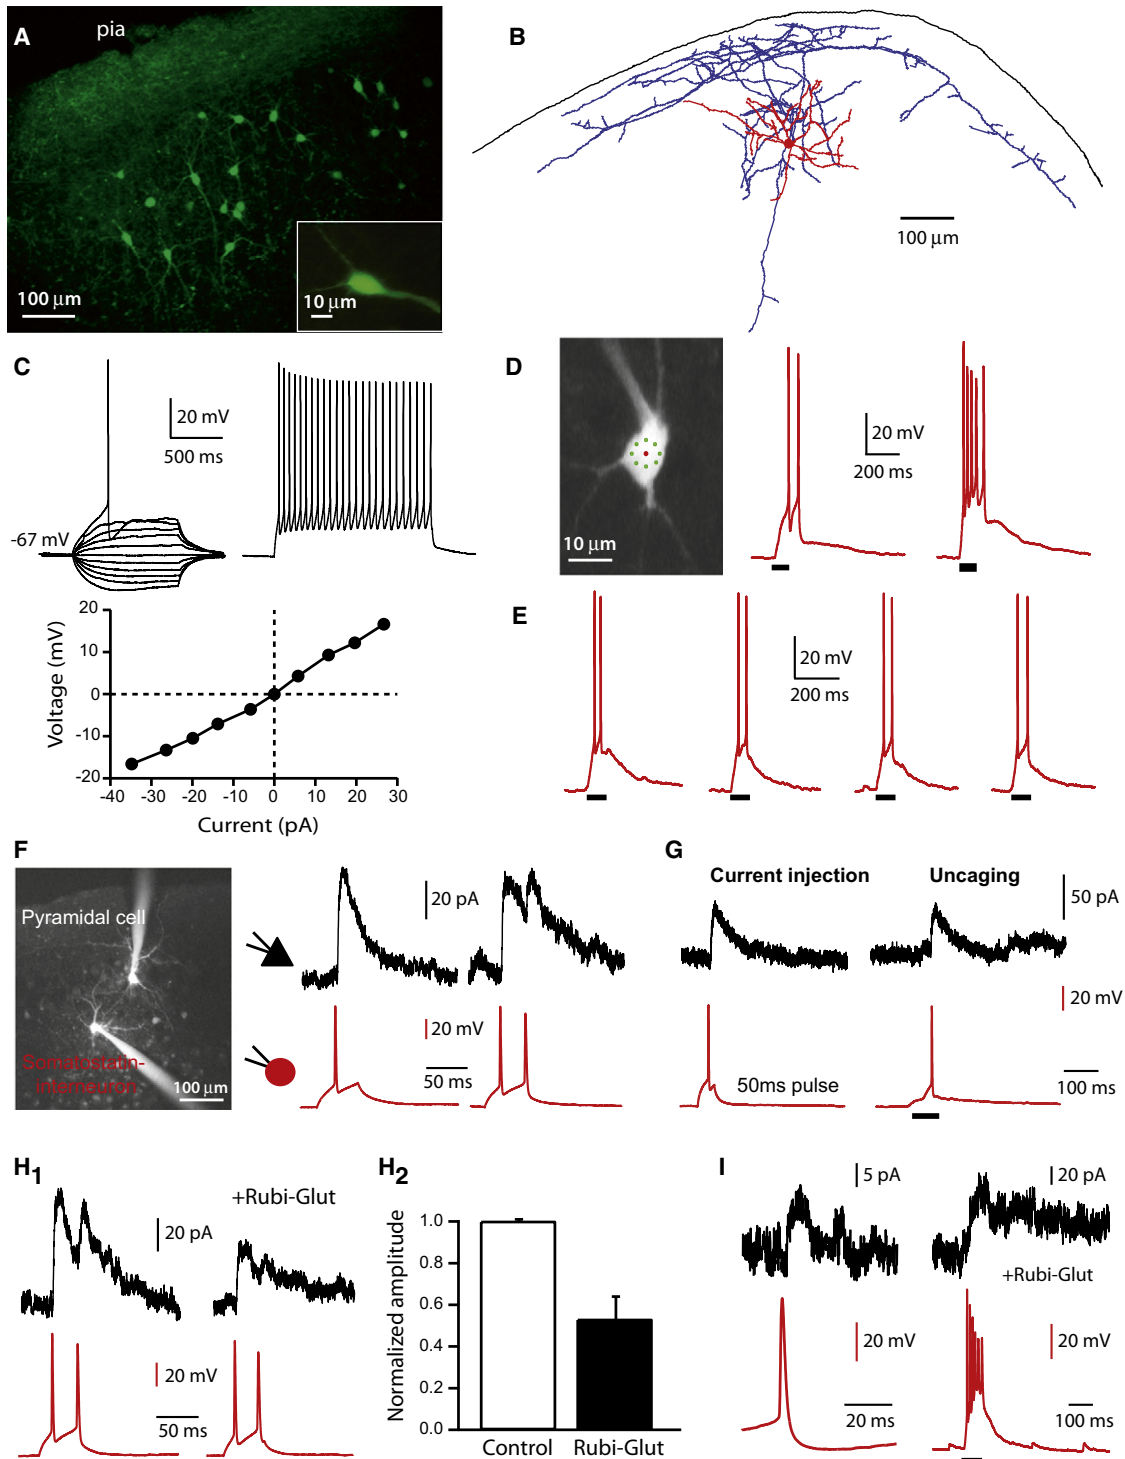 A
pia
100 µm
10 µm
B
100 µm
C
-67 mV
20 mV
500 ms
Voltage (mV)
20
10
0
-10
-20
-40
-30
-20
-10
0
10
20
30
Current (pA)
D
10 µm
20 mV
200 ms
E
20 mV
200 ms
F
Pyramidal cell
Somatostatin-
interneuron
100 µm
20 pA
20 mV
50 ms
G
Current injection
Uncaging
50 pA
20 mV
50ms pulse
100 ms
H1
+Rubi-Glut
20 pA
20 mV
50 ms
H2
Normalized amplitude
1.0
0.8
0.6
0.4
0.2
0.0
Control
Rubi-Glut
I
5 pA
20 pA
+Rubi-Glut
20 mV
20 mV
20 ms
100 ms